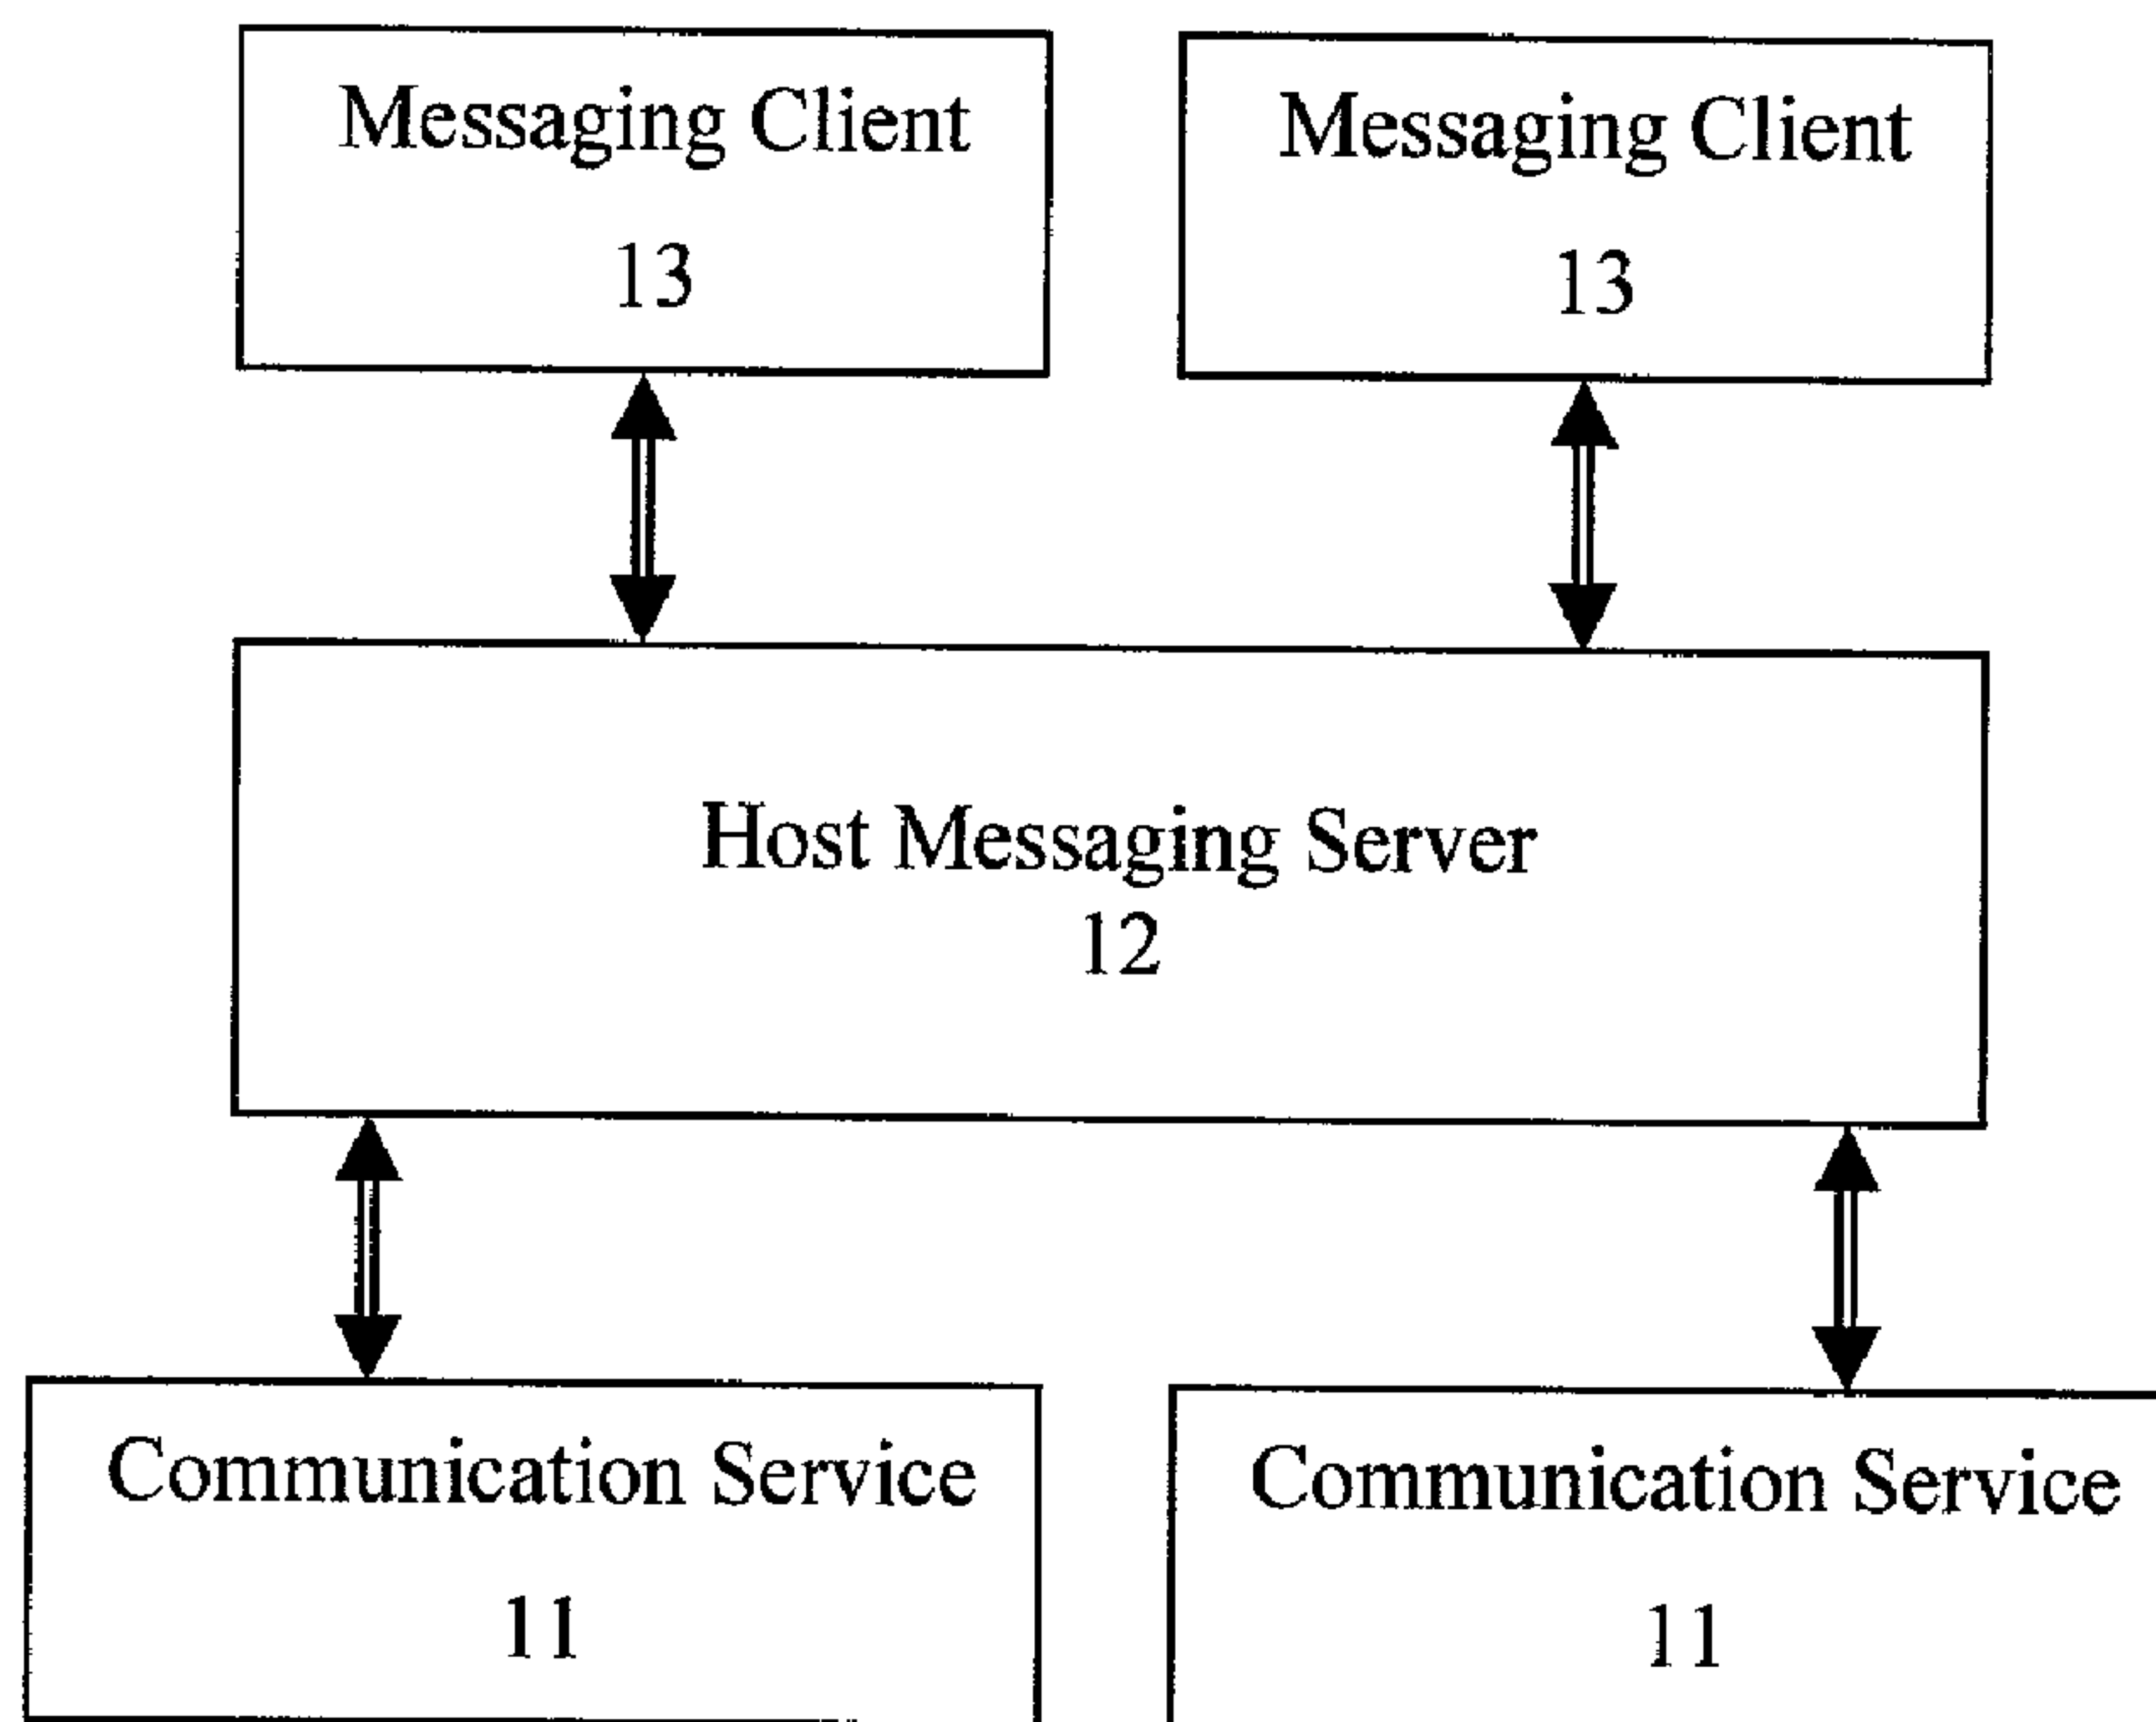 Messaging Client
13
Messaging Client
13
Host Messaging Server
12
Communication Service
11
Communication Service
11